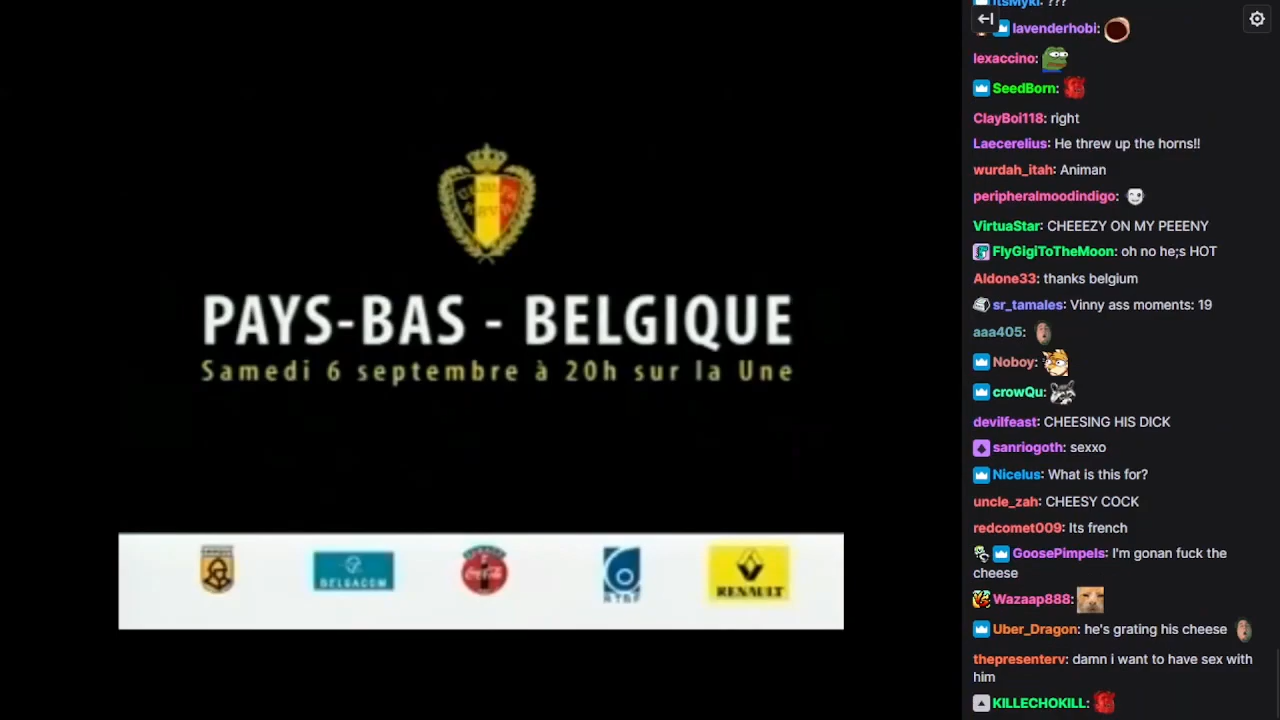 PAYS-BAS - BELGIQUE
Samedi 6 septembre à 20h sur la Une
BELGACOM
Coca-Cola
RTBF
RENAULT
ItsMyki: ???
lavenderhobi:
lexaccino:
SeedBorn:
ClayBoi118: right
Laecerelius: He threw up the horns!!
wurdah_itah: Animan
peripheralmoodindigo:
VirtuaStar: CHEEEZY ON MY PEEENY
FlyGigiToTheMoon: oh no he;s HOT
Aldone33: thanks belgium
sr_tamales: Vinny ass moments: 19
aaa405:
Noboy:
crowQu:
devilfeast: CHEESING HIS DICK
sanriogoth: sexxo
Nicelus: What is this for?
uncle_zah: CHEESY COCK
redcomet009: Its french
GoosePimpels: I'm gonan fuck the
cheese
Wazaap888:
Uber_Dragon: he's grating his cheese
thepresenterv: damn i want to have sex with
him
KILLECHOKILL: